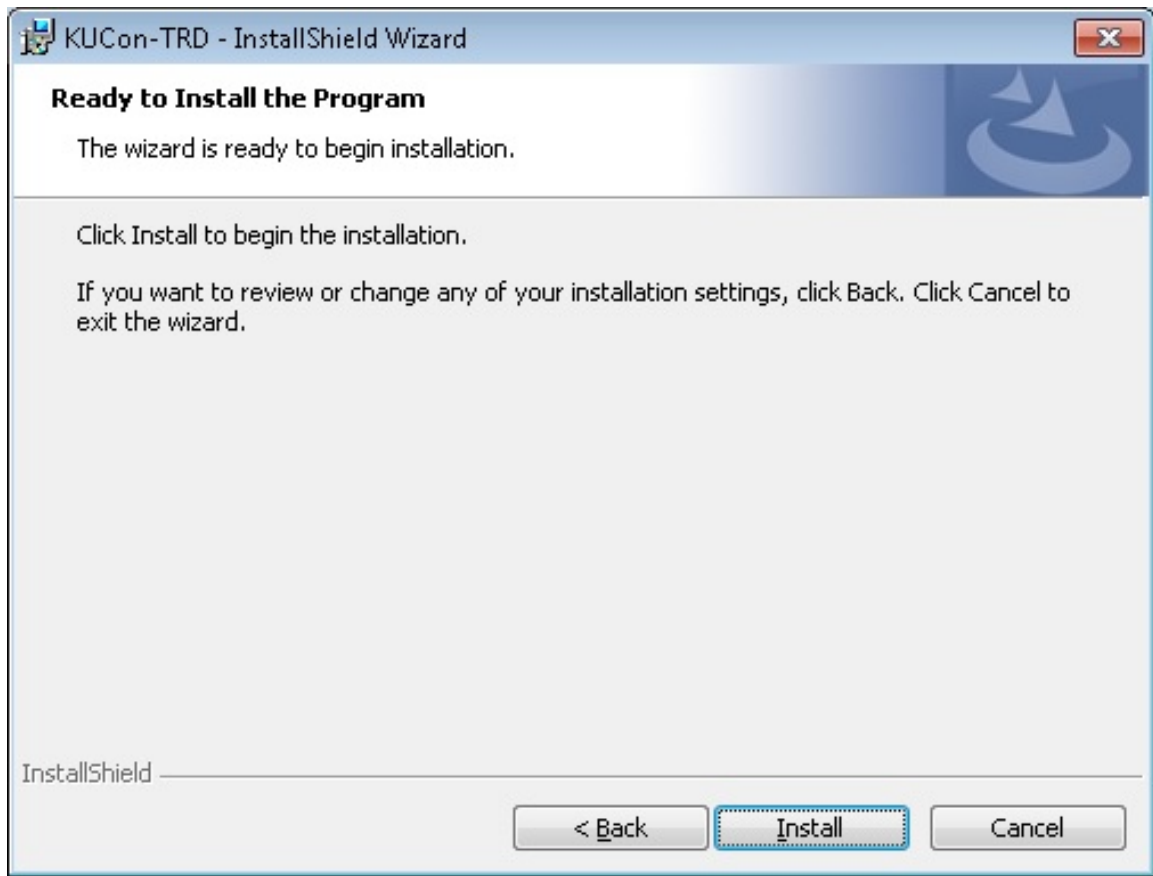 KUCon-TRD - InstallShield Wizard
Ready to Install the Program
The wizard is ready to begin installation.
Click Install to begin the installation.
If you want to review or change any of your installation settings, click Back. Click Cancel to
exit the wizard.
InstallShield
< Back
Install
Cancel